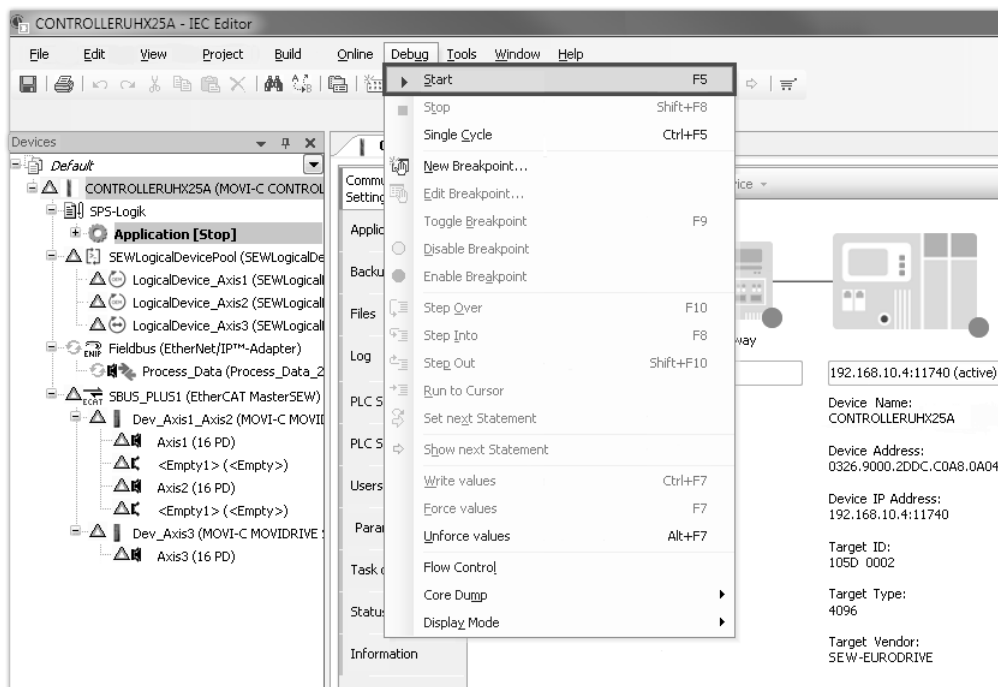 CONTROLLERUHX25A - IEC Editor
File Edit View Project Build Online Debug Tools Window Help
Start F5
Stop Shift+F8
Single Cycle Ctrl+F5
New Breakpoint...
Edit Breakpoint...
Toggle Breakpoint F9
Disable Breakpoint
Enable Breakpoint
Step Over F10
Step Into F8
Step Out Shift+F10
Run to Cursor
Set next Statement
Show next Statement
Write values Ctrl+F7
Force values F7
Unforce values Alt+F7
Flow Control
Core Dump
Display Mode
Devices
Default
CONTROLLERUHX25A (MOVI-C CONTROL
SPS-Logik
Application [Stop]
SEWLogicalDevicePool (SEWLogicalDe
LogicalDevice_Axis1 (SEWLogical
LogicalDevice_Axis2 (SEWLogical
LogicalDevice_Axis3 (SEWLogical
ENIP Fieldbus (EtherNet/IP™-Adapter)
Process_Data (Process_Data_2
ECAT SBUS_PLUS1 (EtherCAT MasterSEW)
Dev_Axis1_Axis2 (MOVI-C MOVI
Axis1 (16 PD)
<Empty1> (<Empty>)
Axis2 (16 PD)
<Empty1> (<Empty>)
Dev_Axis3 (MOVI-C MOVIDRIVE
Axis3 (16 PD)
Commu
Setting
Applic
Backu
Files
Log
PLC S
PLC S
Users
Para
Task
Statu
Information
vice
way
192.168.10.4:11740 (active)
Device Name:
CONTROLLERUHX25A
Device Address:
0326.9000.2DDC.C0A8.0A04
Device IP Address:
192.168.10.4:11740
Target ID:
105D 0002
Target Type:
4096
Target Vendor:
SEW-EURODRIVE